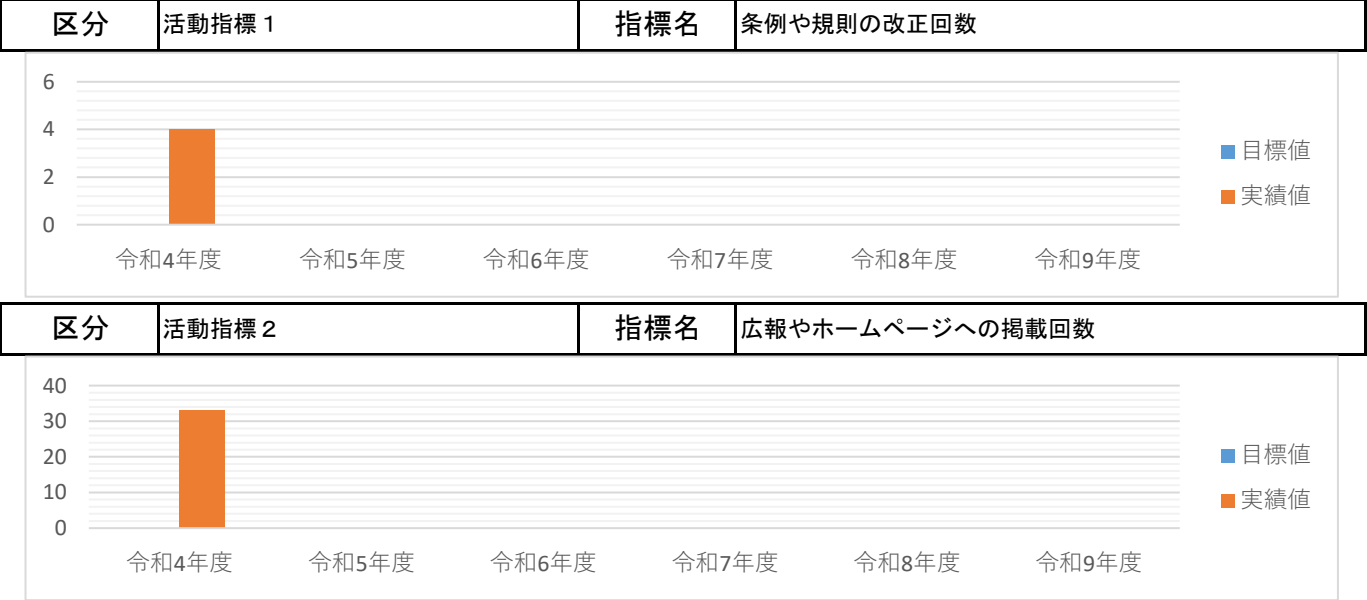 区分 活動指標１ 指標名 条例や規則の改正回数
6
4
2
0
令和4年度 令和5年度 令和6年度 令和7年度 令和8年度 令和9年度
目標値
実績値
区分 活動指標２ 指標名 広報やホームページへの掲載回数
40
30
20
10
0
令和4年度 令和5年度 令和6年度 令和7年度 令和8年度 令和9年度
目標値
実績値